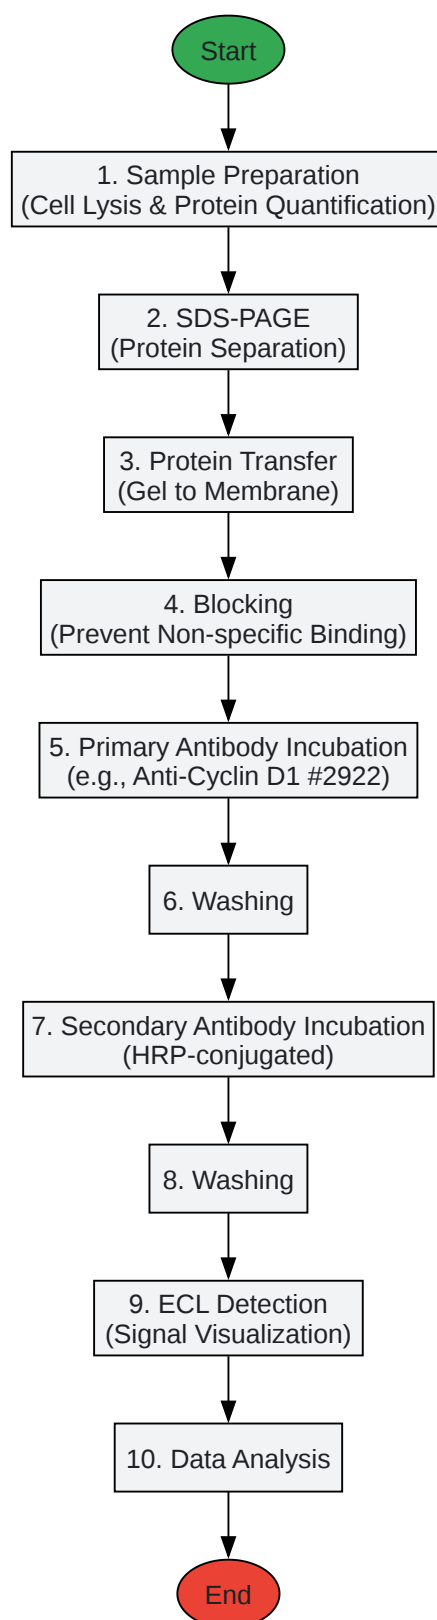 Start
1. Sample Preparation
(Cell Lysis & Protein Quantification)
2. SDS-PAGE
(Protein Separation)
3. Protein Transfer
(Gel to Membrane)
4. Blocking
(Prevent Non-specific Binding)
5. Primary Antibody Incubation
(e.g., Anti-Cyclin D1 #2922)
6. Washing
7. Secondary Antibody Incubation
(HRP-conjugated)
8. Washing
9. ECL Detection
(Signal Visualization)
10. Data Analysis
End